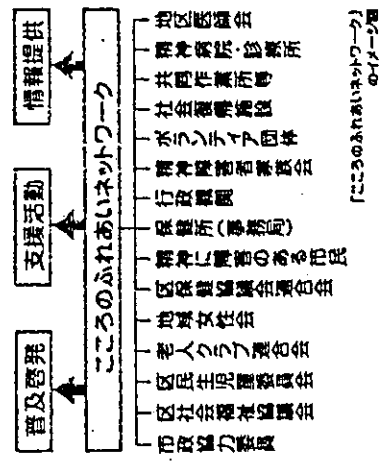 「こころのふれあいネットワーク」
のイメージ図
情報提供
支援活動
普及啓発
こころのふれあいネットワーク
地区医師会
精神病院・診療所
共同作業所等
社会復帰施設
ボランティア団体
精神障害者家族会
行政機関
保健所(事務局)
精神に障害のある市民
区保健協議会連合会
地域女性会
老人クラブ連合会
区民生児童委員会
区社会福祉協議会
市政協力委員